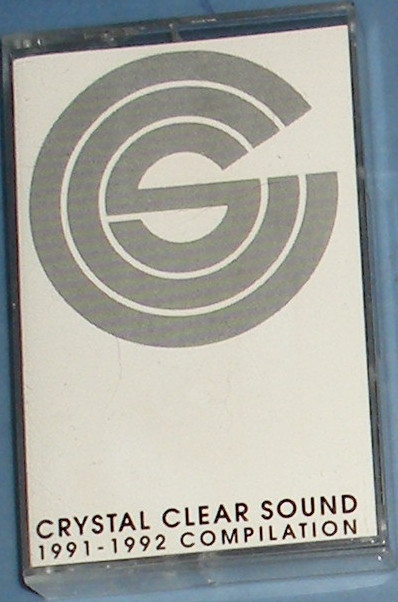 CRYSTAL CLEAR SOUND
1991-1992 COMPILATION